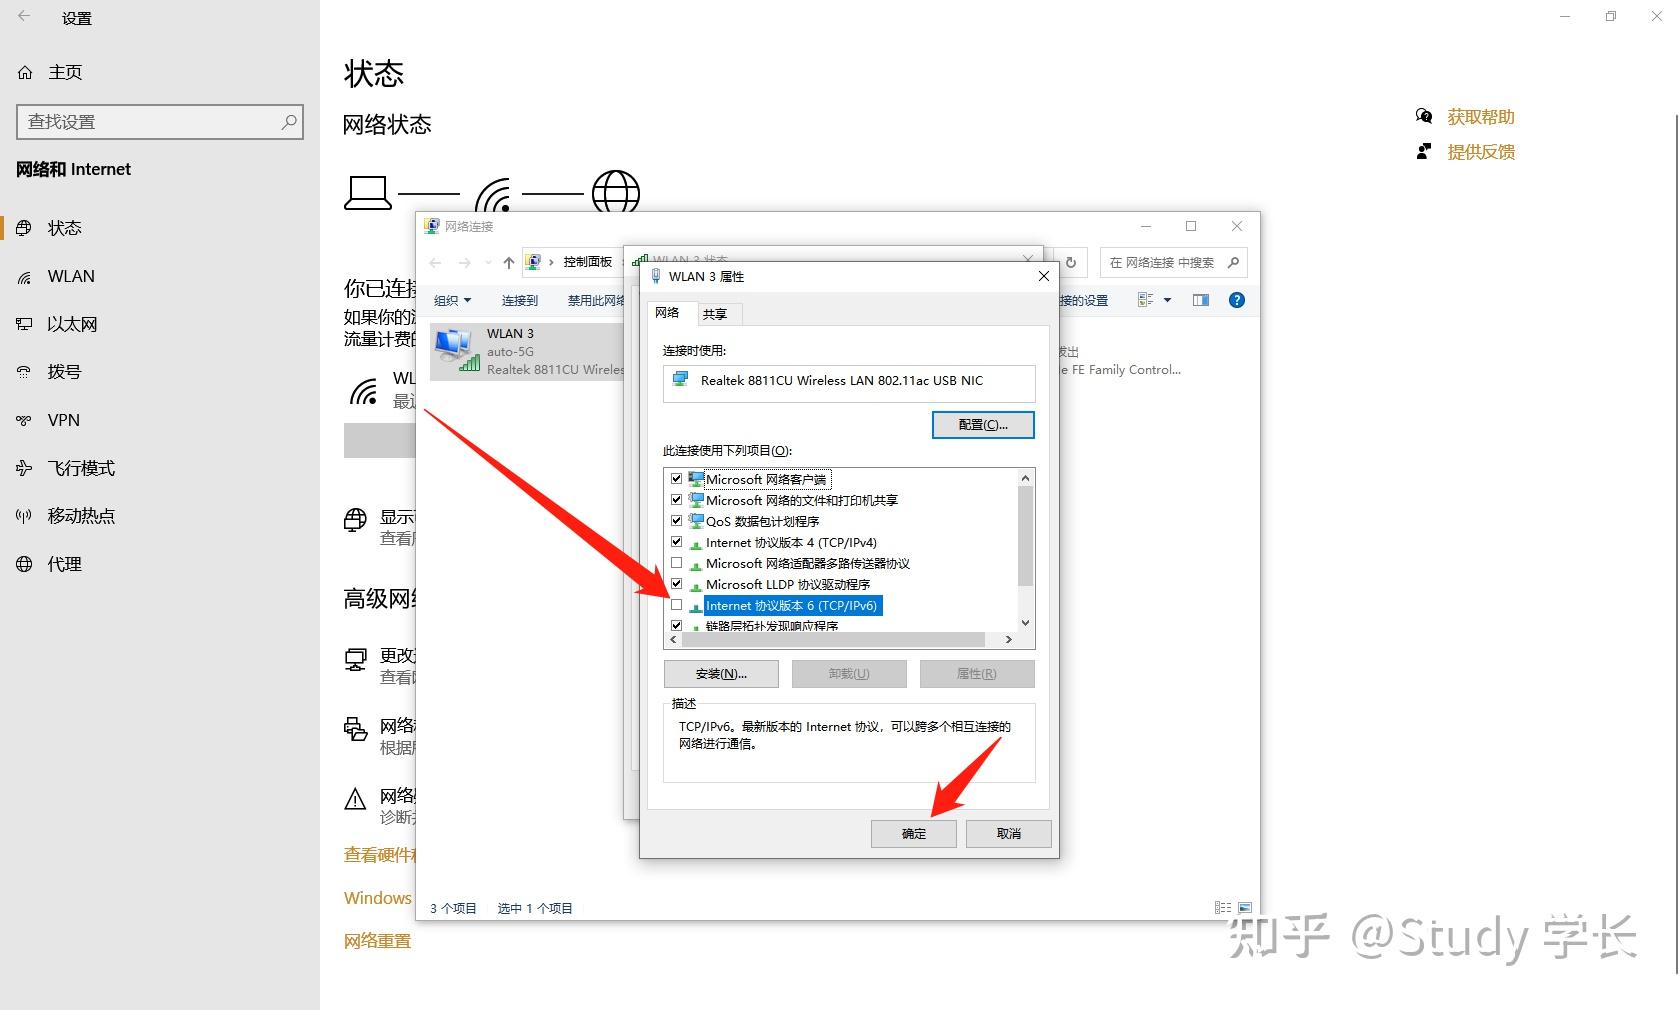 设置
主页
查找设置
网络和 Internet
状态
WLAN
以太网
拨号
VPN
飞行模式
移动热点
代理
状态
网络状态
获取帮助
提供反馈
你已连接
如果你的
流量计费
WL
最近
显示
查看
高级网络
更改
查看
网络
根据
网络
诊断
查看硬件
Windows
网络重置
网络连接
控制面板
在 网络连接 中搜索
组织
连接到
禁用此网络
接的设置
WLAN 3
auto-5G
Realtek 8811CU Wireles
e FE Family Control...
3 个项目 选中 1 个项目
WLAN 3 状态
WLAN 3 属性
网络
共享
连接时使用:
Realtek 8811CU Wireless LAN 802.11ac USB NIC
配置(C)...
此连接使用下列项目(O):
Microsoft 网络客户端
Microsoft 网络的文件和打印机共享
QoS 数据包计划程序
Internet 协议版本 4 (TCP/IPv4)
Microsoft 网络适配器多路传送器协议
Microsoft LLDP 协议驱动程序
Internet 协议版本 6 (TCP/IPv6)
链路层拓扑发现响应程序
安装(N)...
卸载(U)
属性(R)
描述
TCP/IPv6。最新版本的 Internet 协议，可以跨多个相互连接的
网络进行通信。
确定
取消
知乎 @Study 学长